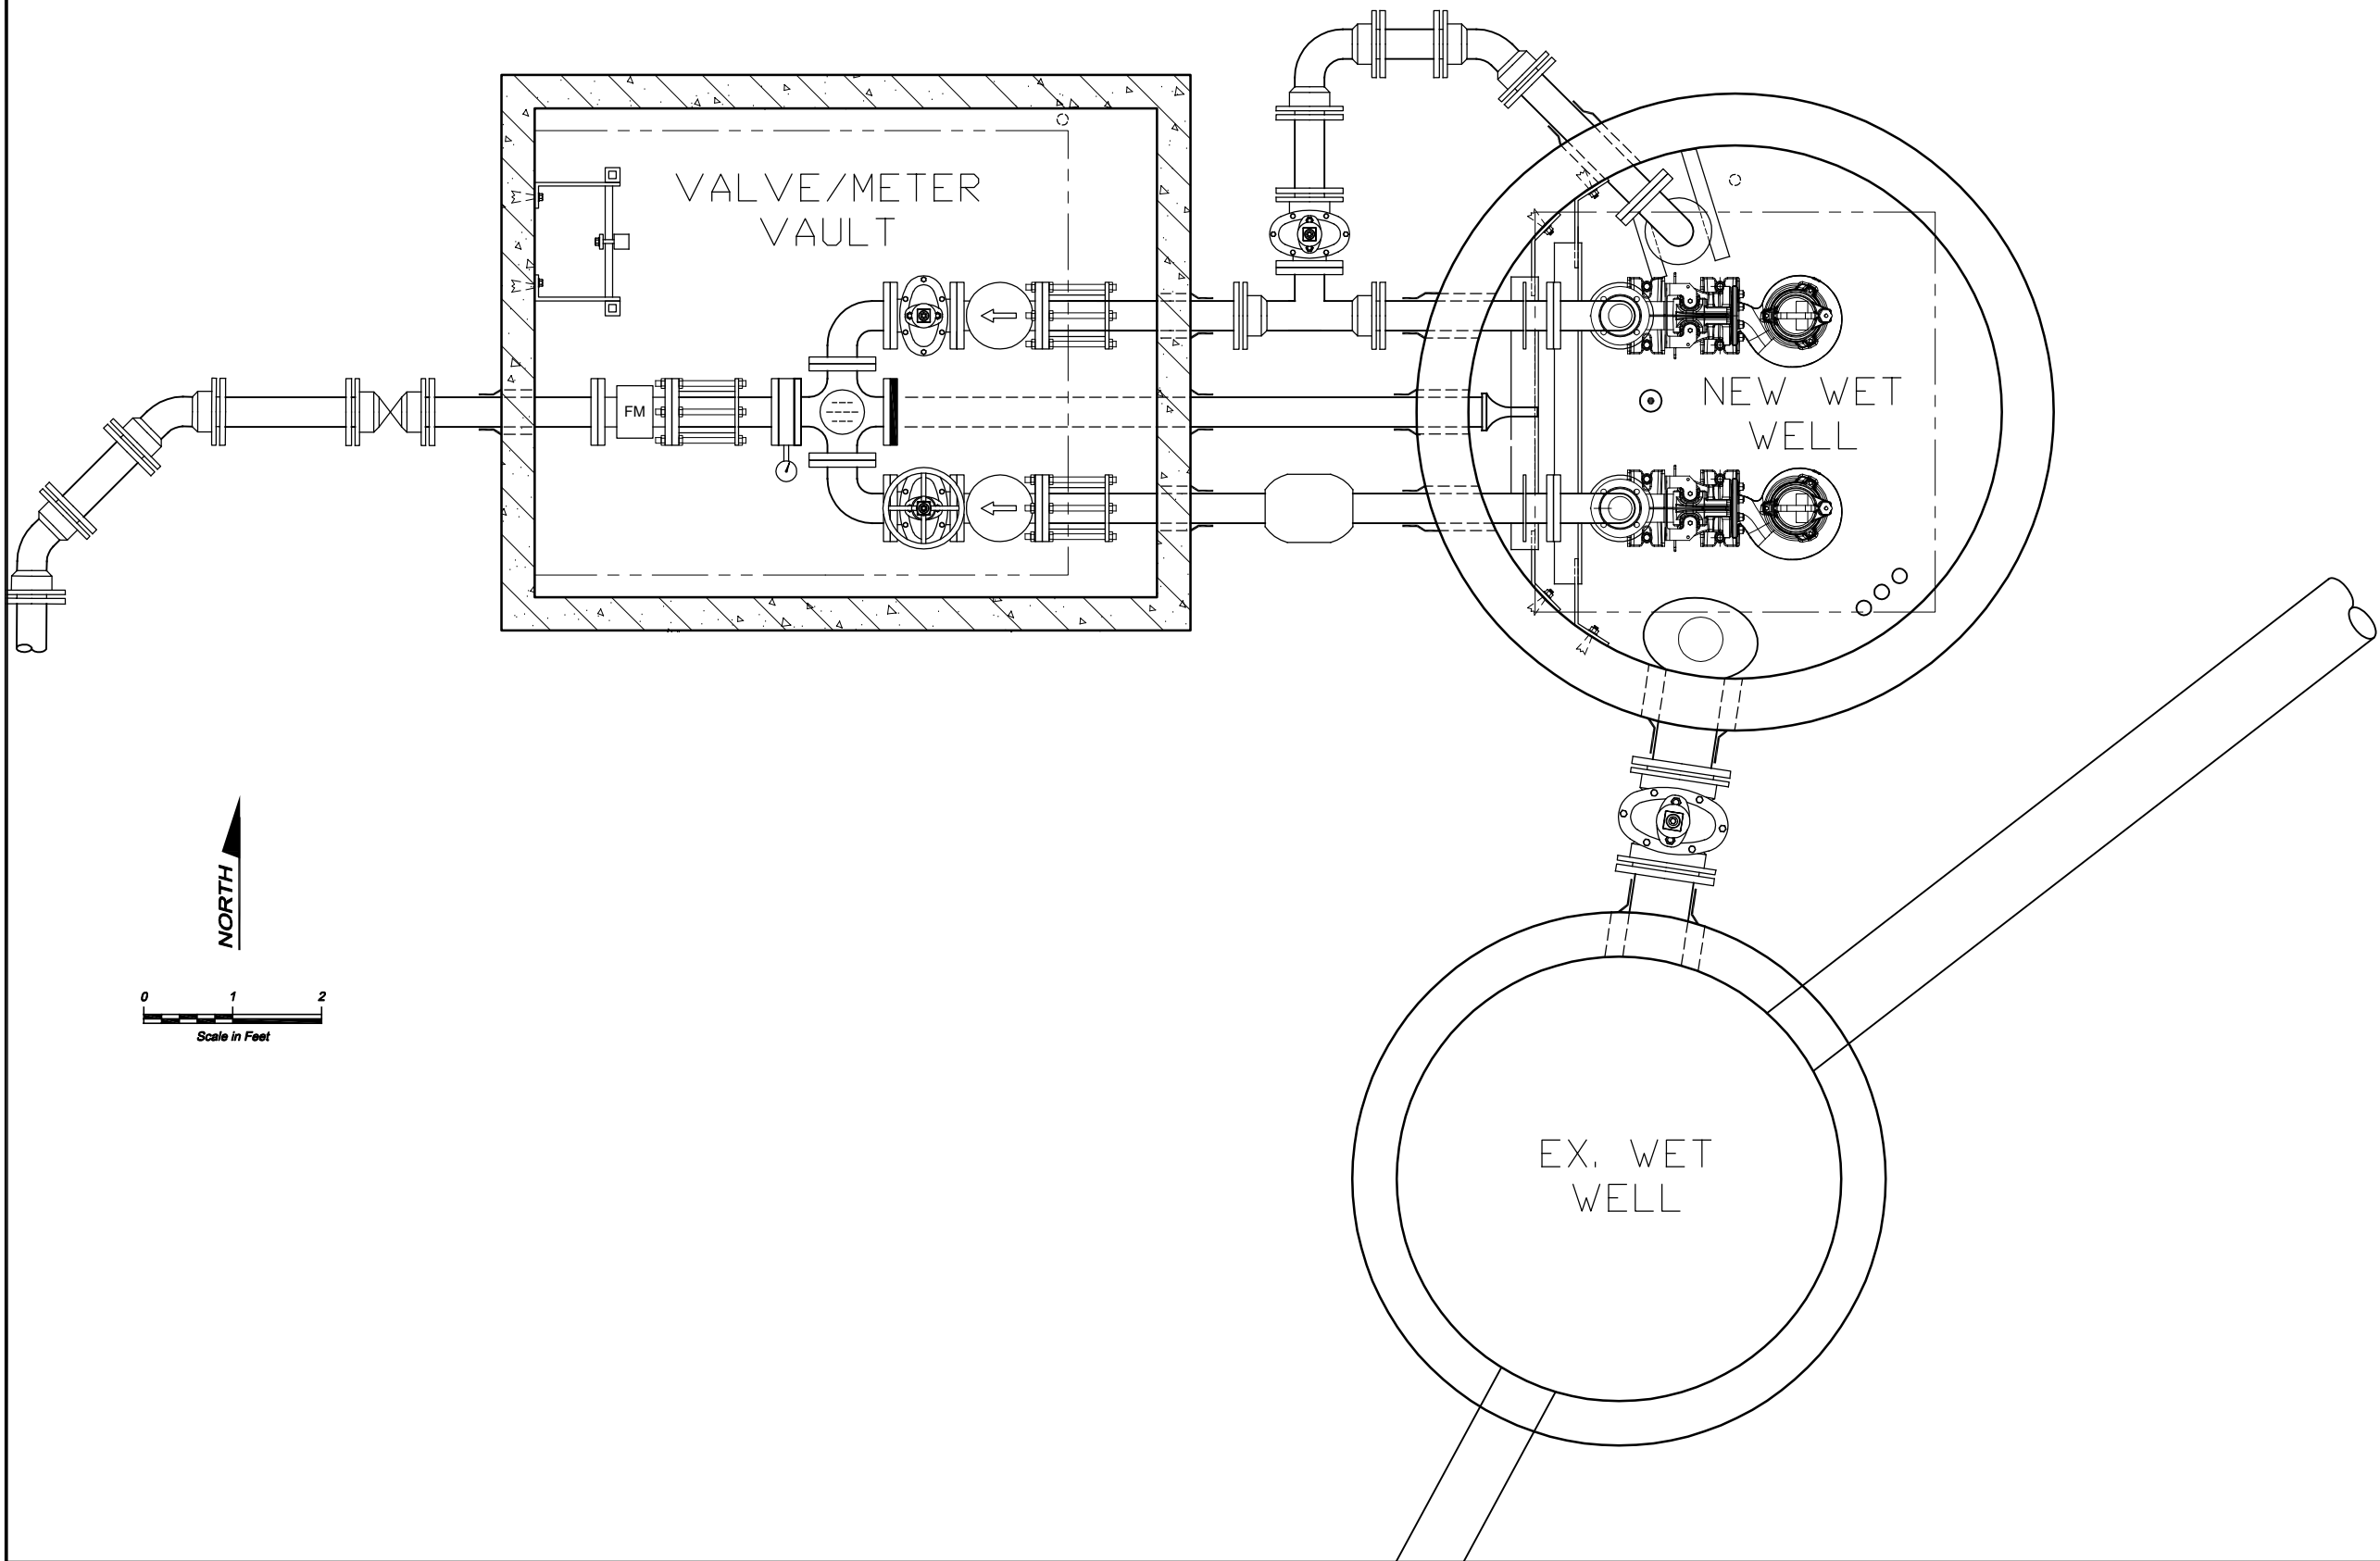 VALVE/METER
VAULT
FM
NEW WET
WELL
NORTH
0 1 2
Scale in Feet
EX. WET
WELL